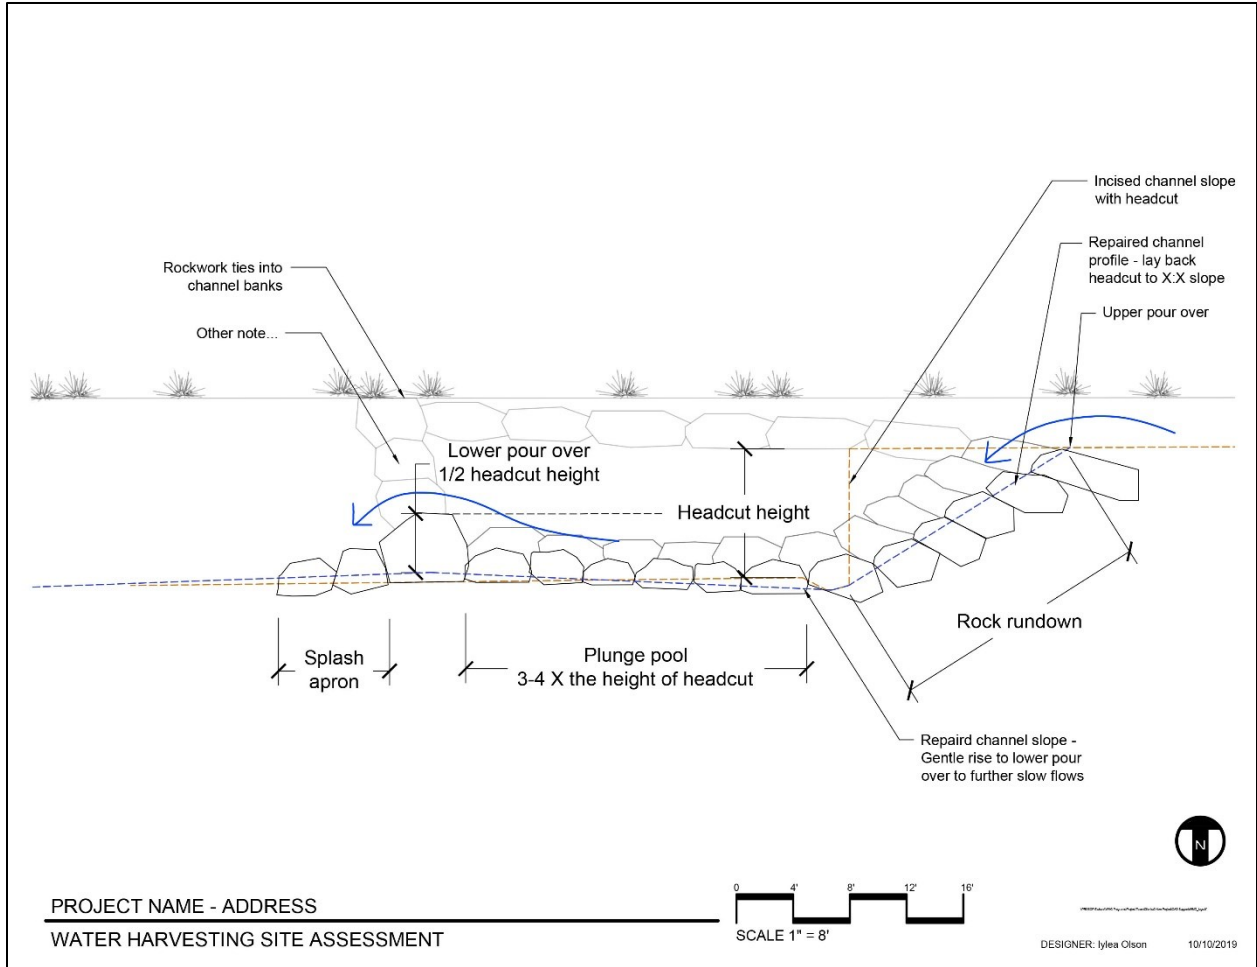 Incised channel slope
with headcut
Repaired channel
profile - lay back
headcut to X:X slope
Upper pour over
Rockwork ties into
channel banks
Other note...
Lower pour over
1/2 headcut height
Headcut height
Rock rundown
Splash
apron
Plunge pool
3-4 X the height of headcut
Repaird channel slope -
Gentle rise to lower pour
over to further slow flows
N
PROJECT NAME - ADDRESS
WATER HARVESTING SITE ASSESSMENT
0 4' 8' 12' 16'
SCALE 1" = 8'
DESIGNER: Iylea Olson 10/10/2019